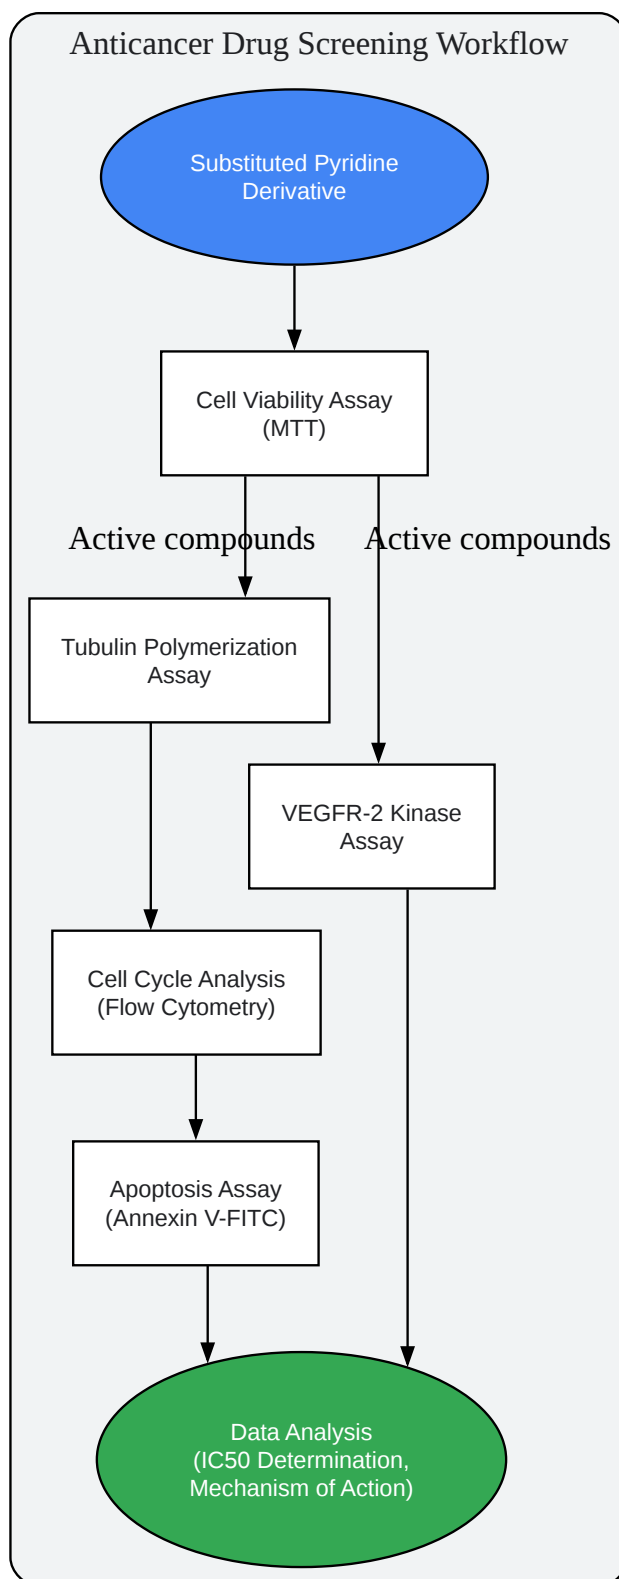 Anticancer Drug Screening Workflow
Substituted Pyridine
Derivative
Cell Viability Assay
(MTT)
Active compounds
Active compounds
Tubulin Polymerization
Assay
VEGFR-2 Kinase
Assay
Cell Cycle Analysis
(Flow Cytometry)
Apoptosis Assay
(Annexin V-FITC)
Data Analysis
(IC50 Determination,
Mechanism of Action)